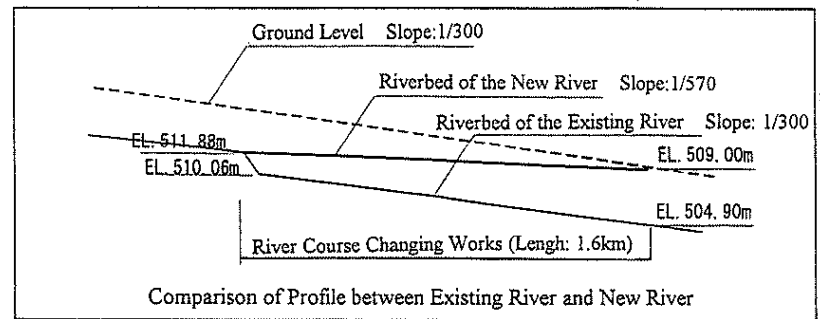 Ground Level Slope:1/300
Riverbed of the New River Slope:1/570
Riverbed of the Existing River Slope: 1/300
EL. 511.88m
EL. 509.00m
EL. 510.06m
EL. 504.90m
River Course Changing Works (Lengh: 1.6km)
Comparison of Profile between Existing River and New River